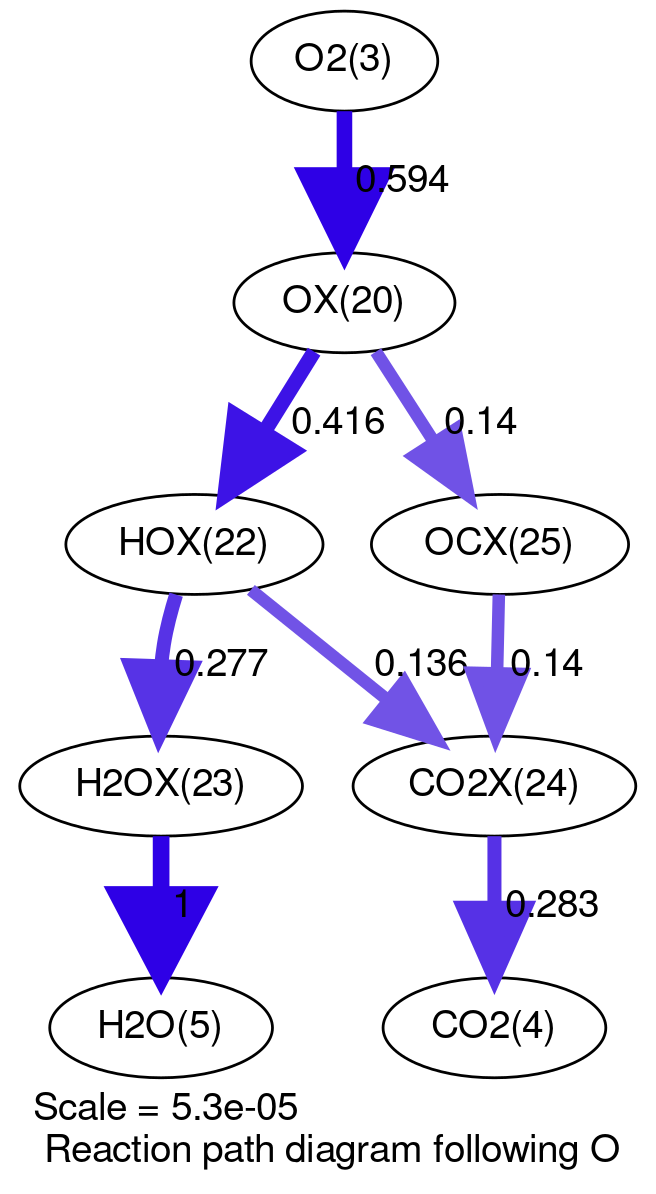 O2(3)
0.594
OX(20)
0.416
0.14
HOX(22)
OCX(25)
0.277
0.136
0.14
H2OX(23)
CO2X(24)
1
0.283
H2O(5)
CO2(4)
Scale = 5.3e-05
Reaction path diagram following O